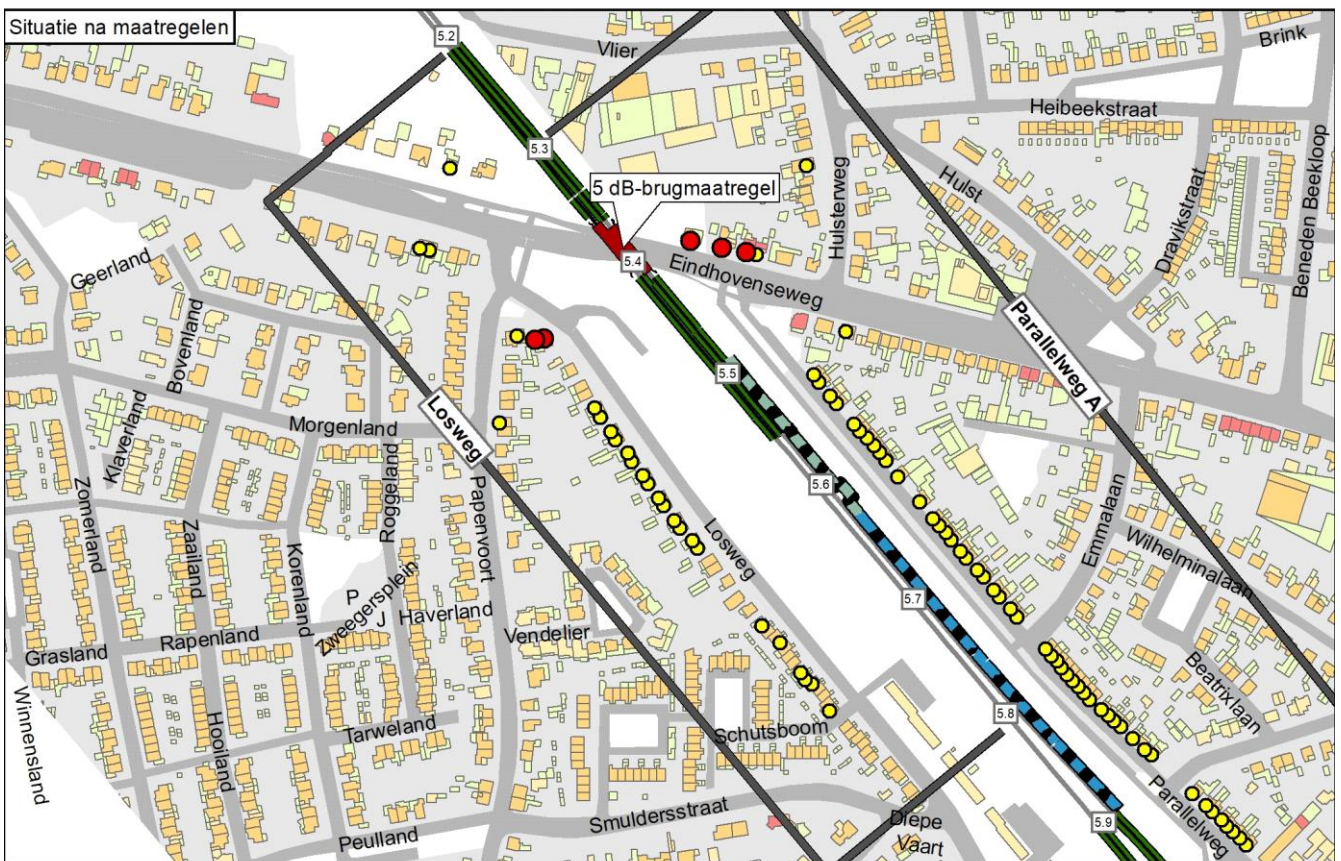 Situatie na maatregelen
5.2
Vlier
Brink
Heibeekstraat
5.3
5 dB-brugmaatregel
Hulsterweg
Hulst
Dravikstraat
Beneden Beekloop
Geerland
5.4
Eindhovenseweg
Bovenland
Parallelweg A
5.5
Klaverland
Morgenland
Losweg
Roggeland
Papenvoort
Zomerland
Zaailand
Korenland
5.6
Losweg
Emmalaan
Wilhelminalaan
P
J
Zweegersplein
Haverland
5.7
Rapenland
Vendelier
Grasland
Beatrixlaan
Winnensland
Hooiland
Tarweland
Schutsboom
5.8
Parallelweg
Smuldersstraat
Diepe
Vaart
5.9
Peulland